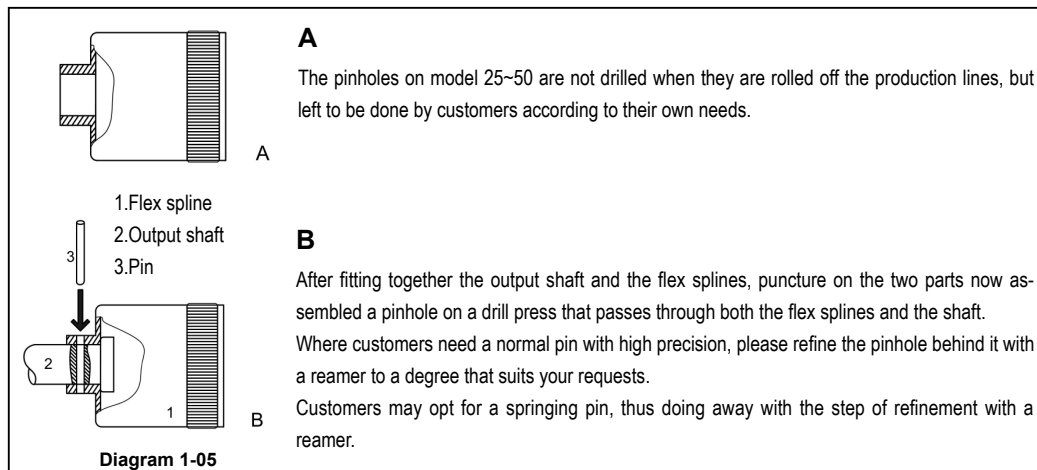 A
The pinholes on model 25~50 are not drilled when they are rolled off the production lines, but
left to be done by customers according to their own needs.
A
1.Flex spline
2.Output shaft
3.Pin
3
B
After fitting together the output shaft and the flex splines, puncture on the two parts now as-
sembled a pinhole on a drill press that passes through both the flex splines and the shaft.
Where customers need a normal pin with high precision, please refine the pinhole behind it with
a reamer to a degree that suits your requests.
Customers may opt for a springing pin, thus doing away with the step of refinement with a
reamer.
2
1
B
Diagram 1-05